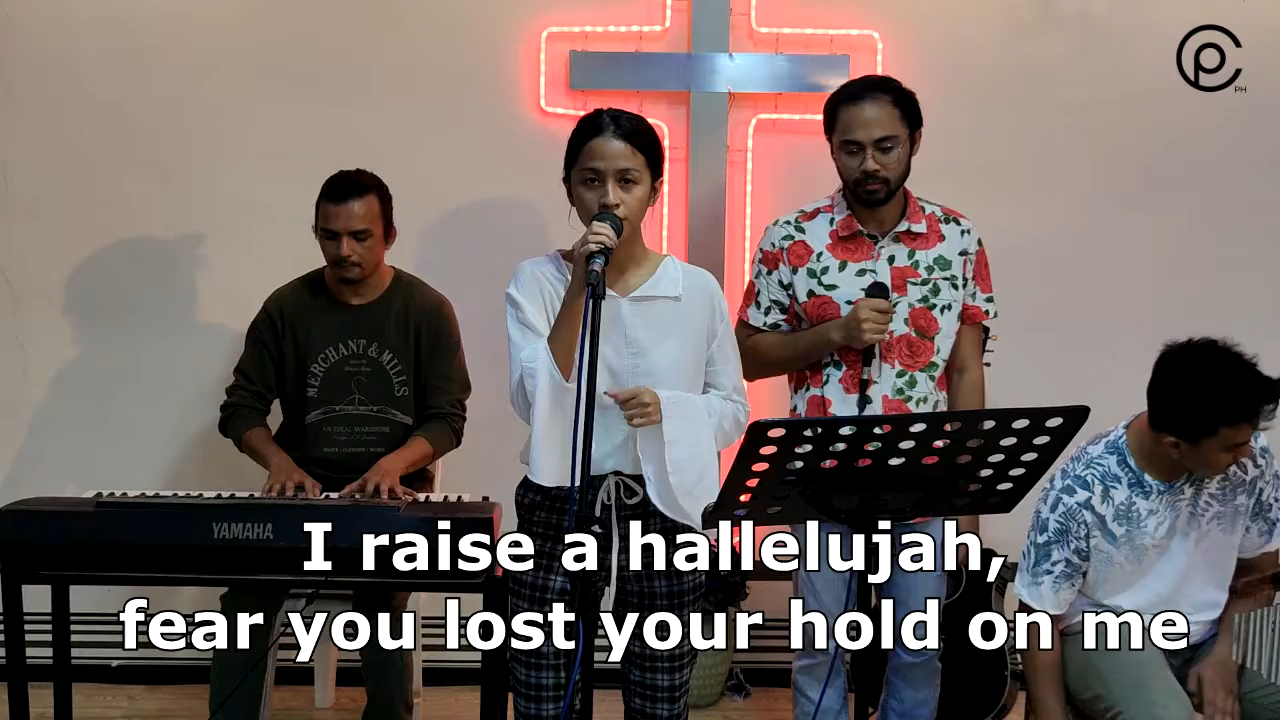 PH
MERCHANT & MILLS
AN IDEAL WARDROBE
YAMAHA
I raise a hallelujah,
fear you lost your hold on me